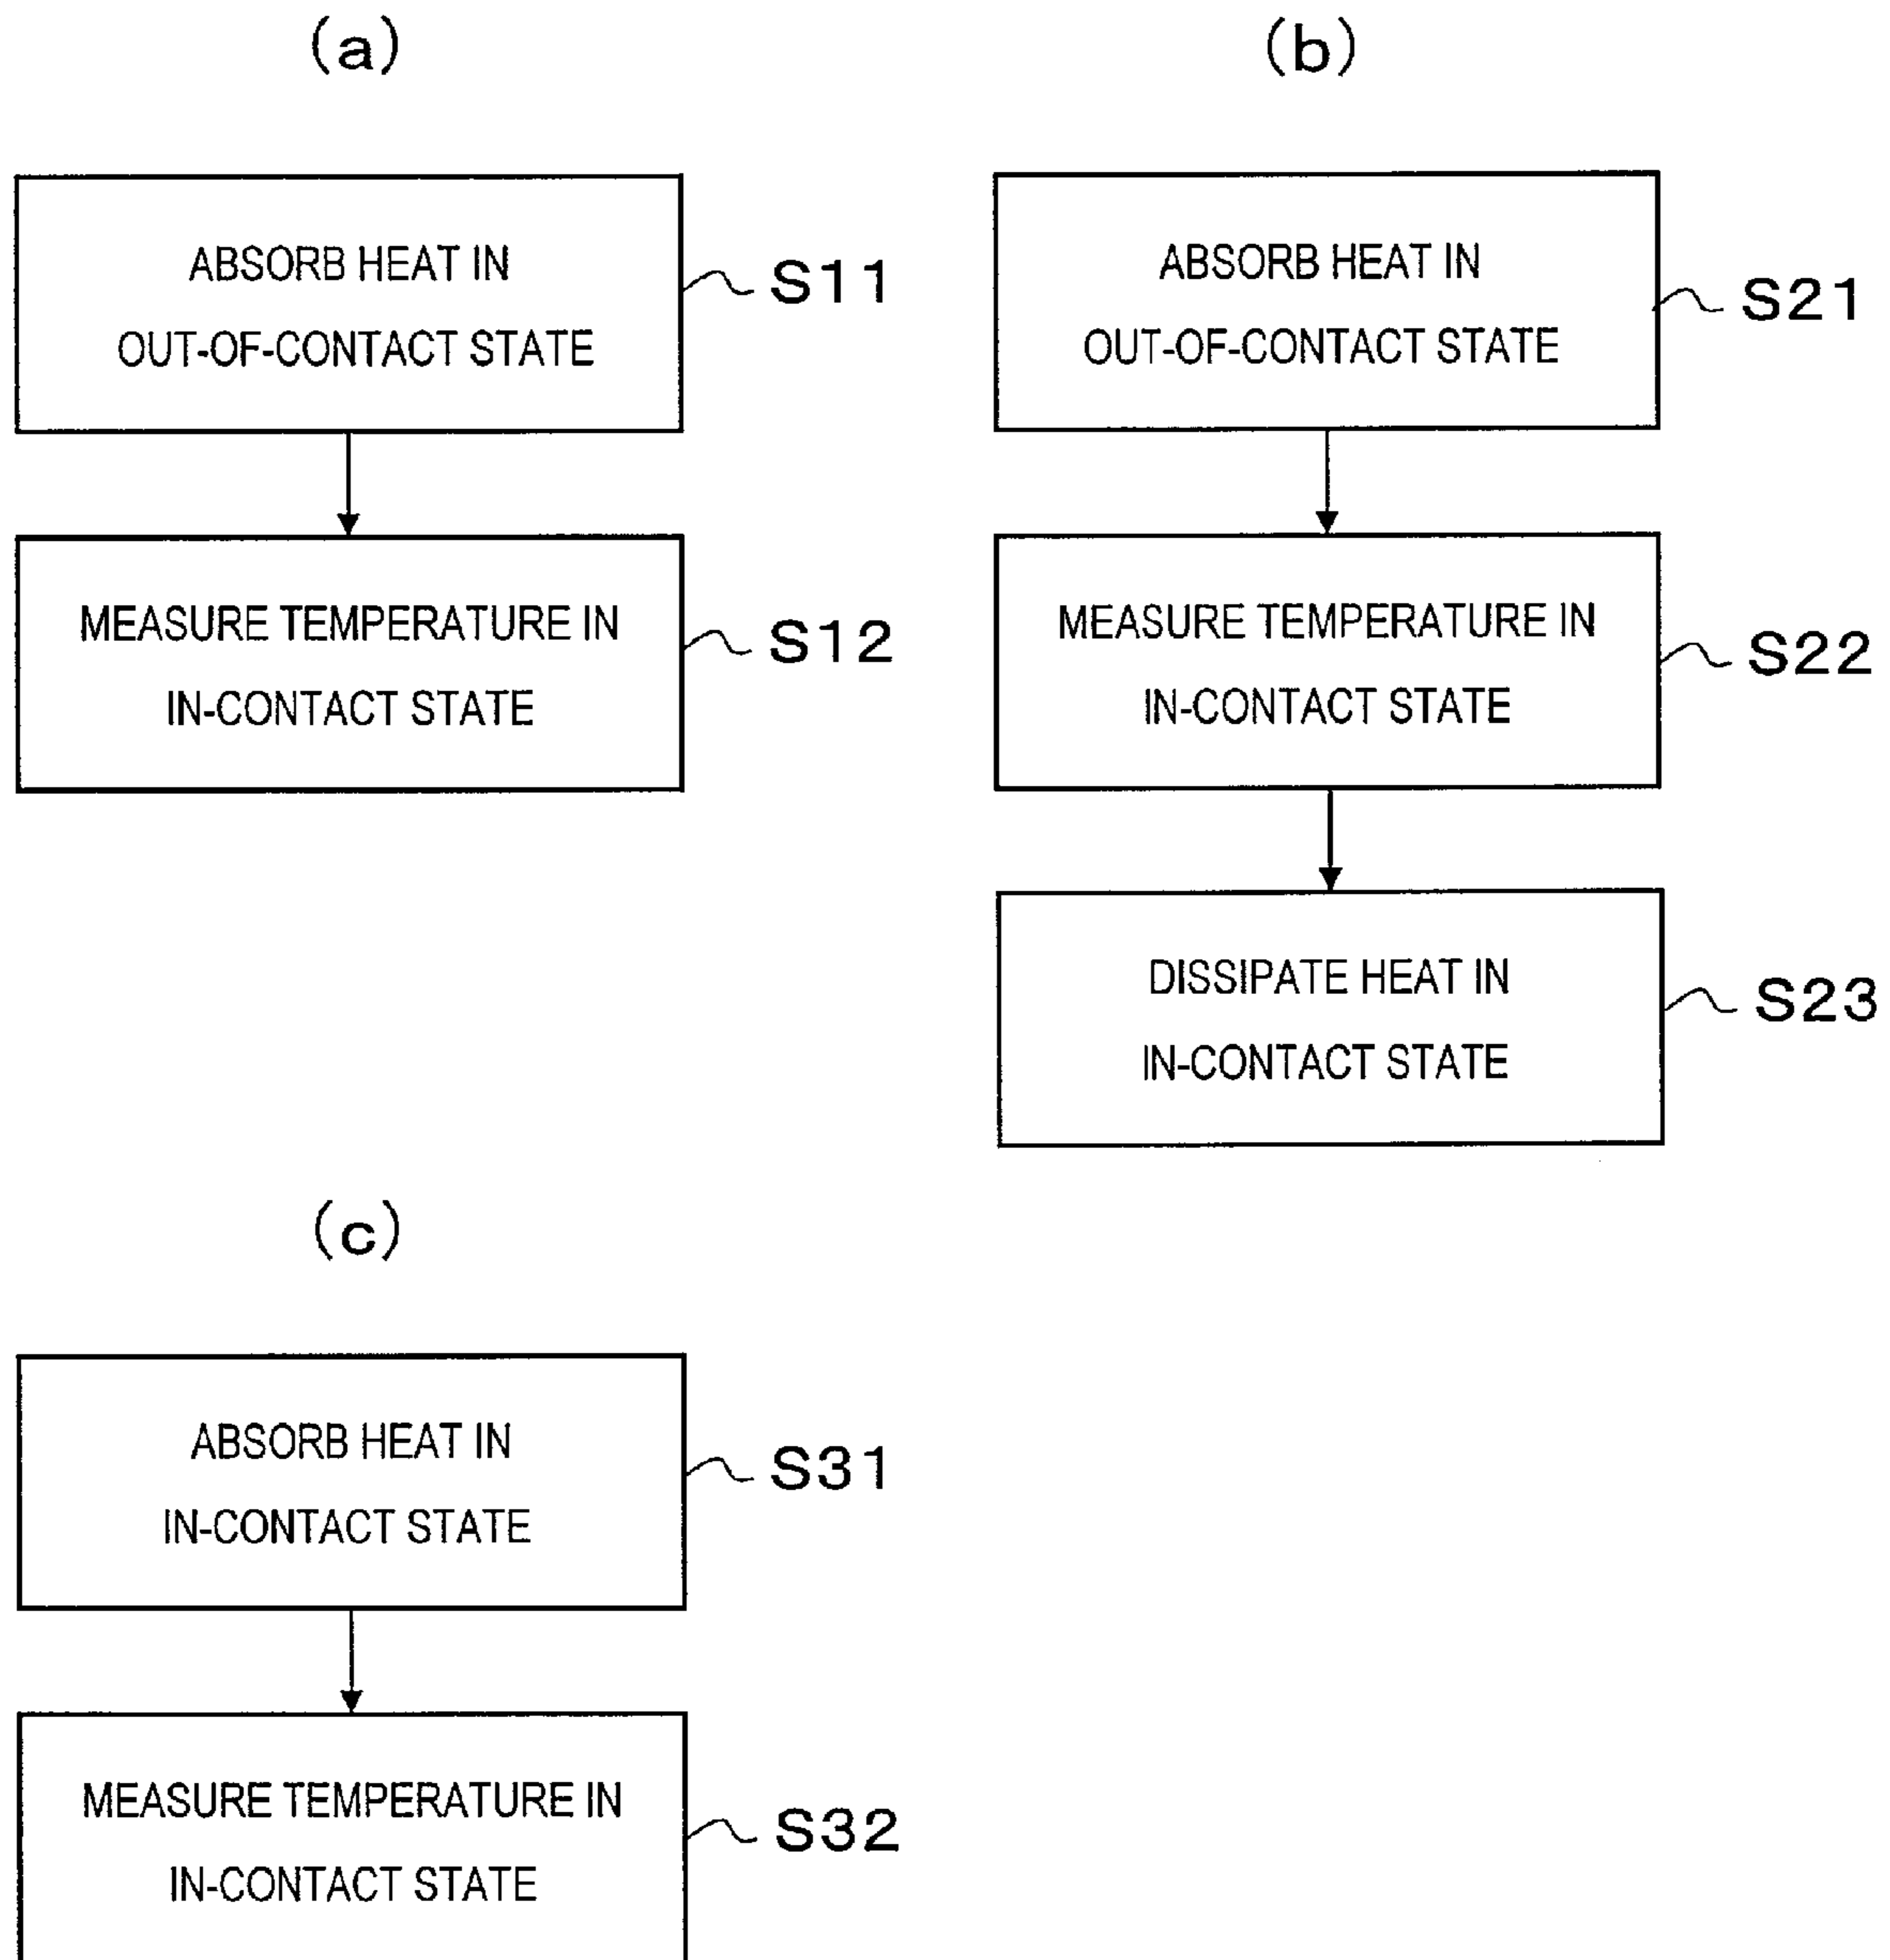 (a)
ABSORB HEAT IN
OUT-OF-CONTACT STATE
S11
MEASURE TEMPERATURE IN
IN-CONTACT STATE
S12
(b)
ABSORB HEAT IN
OUT-OF-CONTACT STATE
S21
MEASURE TEMPERATURE IN
IN-CONTACT STATE
S22
DISSIPATE HEAT IN
IN-CONTACT STATE
S23
(c)
ABSORB HEAT IN
IN-CONTACT STATE
S31
MEASURE TEMPERATURE IN
IN-CONTACT STATE
S32